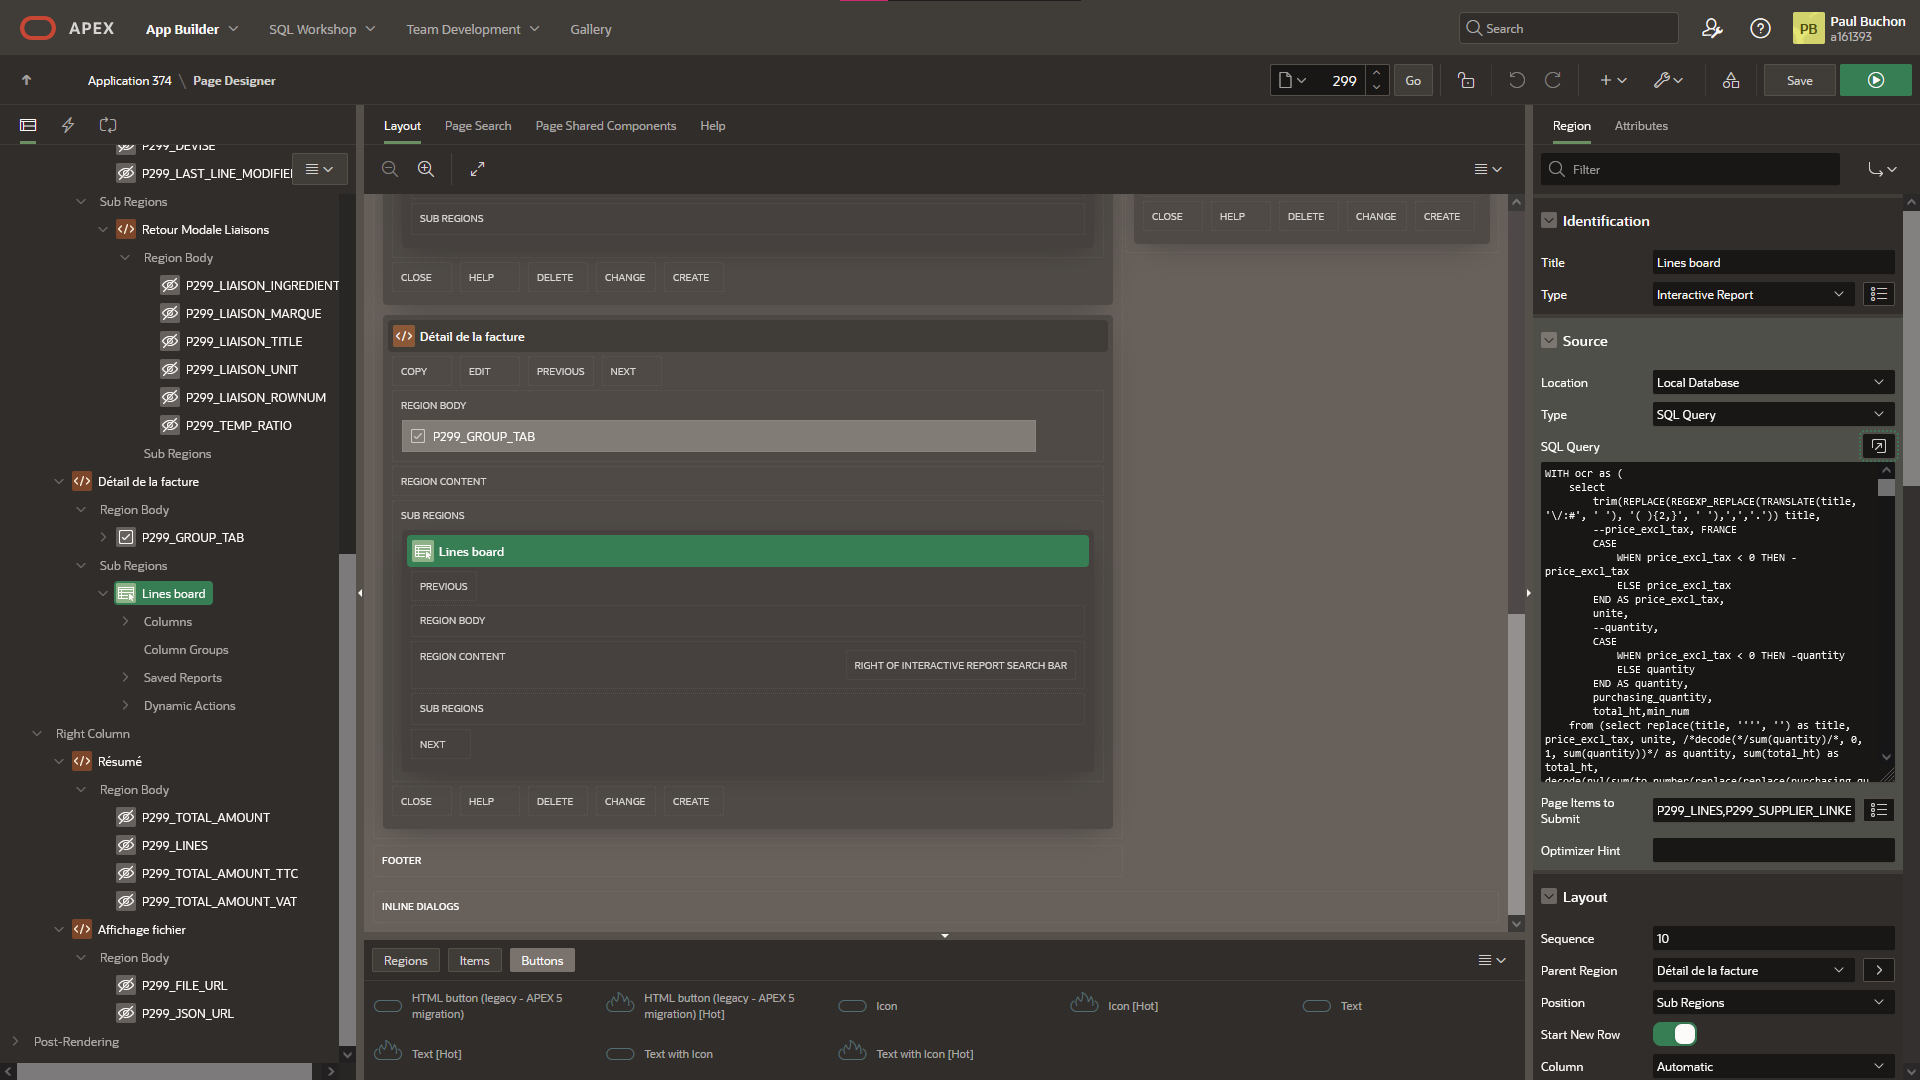 APEX
App Builder
SQL Workshop
Team Development
Gallery
Search
PB
Paul Buchon
a161393
Application 374 \ Page Designer
299
Go
Save
P299_DEVISE
P299_LAST_LINE_MODIFIE
Sub Regions
Retour Modale Liaisons
Region Body
P299_LIAISON_INGREDIENT
P299_LIAISON_MARQUE
P299_LIAISON_TITLE
P299_LIAISON_UNIT
P299_LIAISON_ROWNUM
P299_TEMP_RATIO
Sub Regions
Détail de la facture
Region Body
P299_GROUP_TAB
Sub Regions
Lines board
Columns
Column Groups
Saved Reports
Dynamic Actions
Right Column
Résumé
Region Body
P299_TOTAL_AMOUNT
P299_LINES
P299_TOTAL_AMOUNT_TTC
P299_TOTAL_AMOUNT_VAT
Affichage fichier
Region Body
P299_FILE_URL
P299_JSON_URL
Post-Rendering
Layout
Page Search
Page Shared Components
Help
SUB REGIONS
CLOSE
HELP
DELETE
CHANGE
CREATE
CLOSE
HELP
DELETE
CHANGE
CREATE
Détail de la facture
COPY
EDIT
PREVIOUS
NEXT
REGION BODY
P299_GROUP_TAB
REGION CONTENT
SUB REGIONS
Lines board
PREVIOUS
REGION BODY
REGION CONTENT
RIGHT OF INTERACTIVE REPORT SEARCH BAR
SUB REGIONS
NEXT
CLOSE
HELP
DELETE
CHANGE
CREATE
FOOTER
INLINE DIALOGS
Regions
Items
Buttons
HTML button (legacy - APEX 5
migration)
HTML button (legacy - APEX 5
migration) [Hot]
Icon
Icon [Hot]
Text
Text [Hot]
Text with Icon
Text with Icon [Hot]
Region
Attributes
Filter
Identification
Title
Lines board
Type
Interactive Report
Source
Location
Local Database
Type
SQL Query
SQL Query
WITH ocr as (
select
trim(REPLACE(REGEXP_REPLACE(TRANSLATE(title,
'\/:#', ' '), '( ){2,}', ' '),',','.')) title,
--price_excl_tax, FRANCE
CASE
WHEN price_excl_tax < 0 THEN -
price_excl_tax
ELSE price_excl_tax
END AS price_excl_tax,
unite,
--quantity,
CASE
WHEN price_excl_tax < 0 THEN -quantity
ELSE quantity
END AS quantity,
purchasing_quantity,
total_ht,min_num
from (select replace(title, '''', '') as title,
price_excl_tax, unite, /*decode(*/sum(quantity)/*, 0,
1, sum(quantity))*/ as quantity, sum(total_ht) as
total_ht,
decode(nvl(sum(to_number(replace(replace(purchasing_qu
Page Items to
Submit
P299_LINES,P299_SUPPLIER_LINKE
Optimizer Hint
Layout
Sequence
10
Parent Region
Détail de la facture
Position
Sub Regions
Start New Row
Column
Automatic